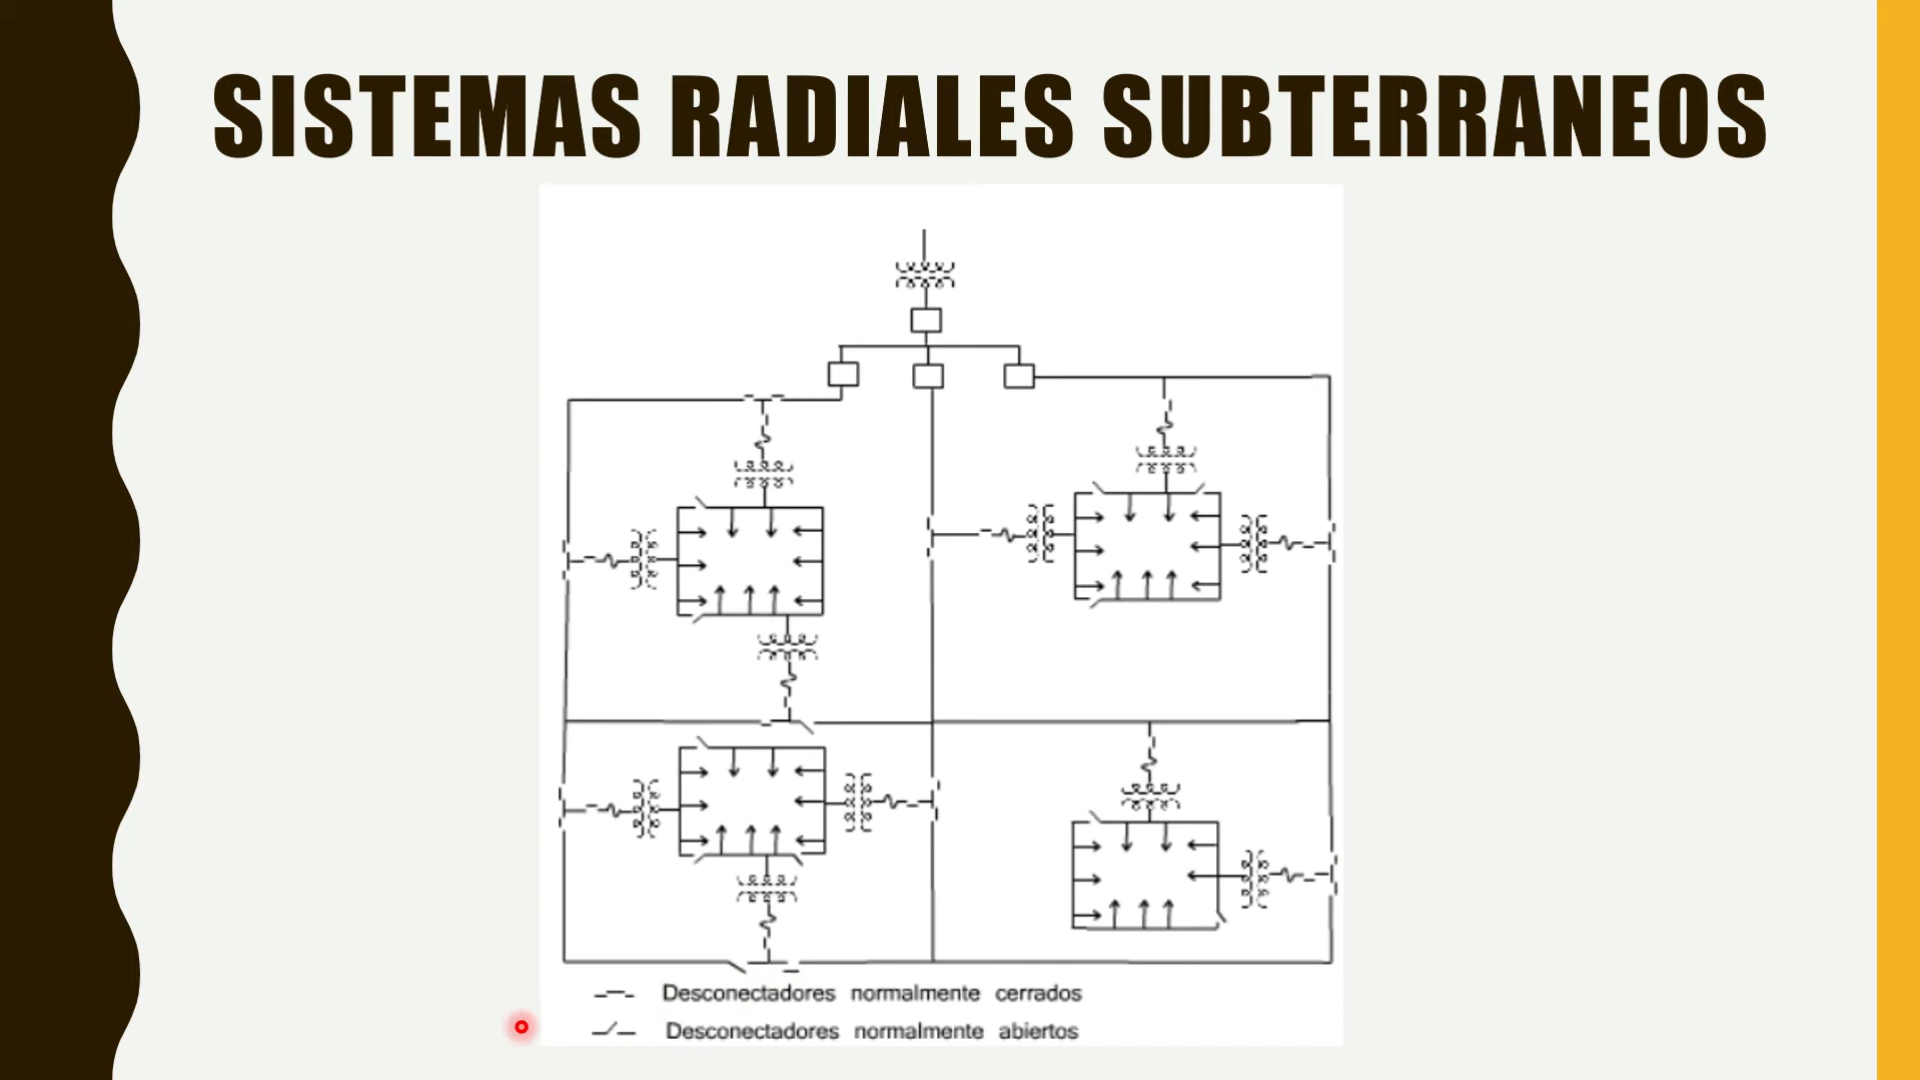 SISTEMAS RADIALES SUBTERRANEOS
Desconectadores normalmente cerrados
Desconectadores normalmente abiertos